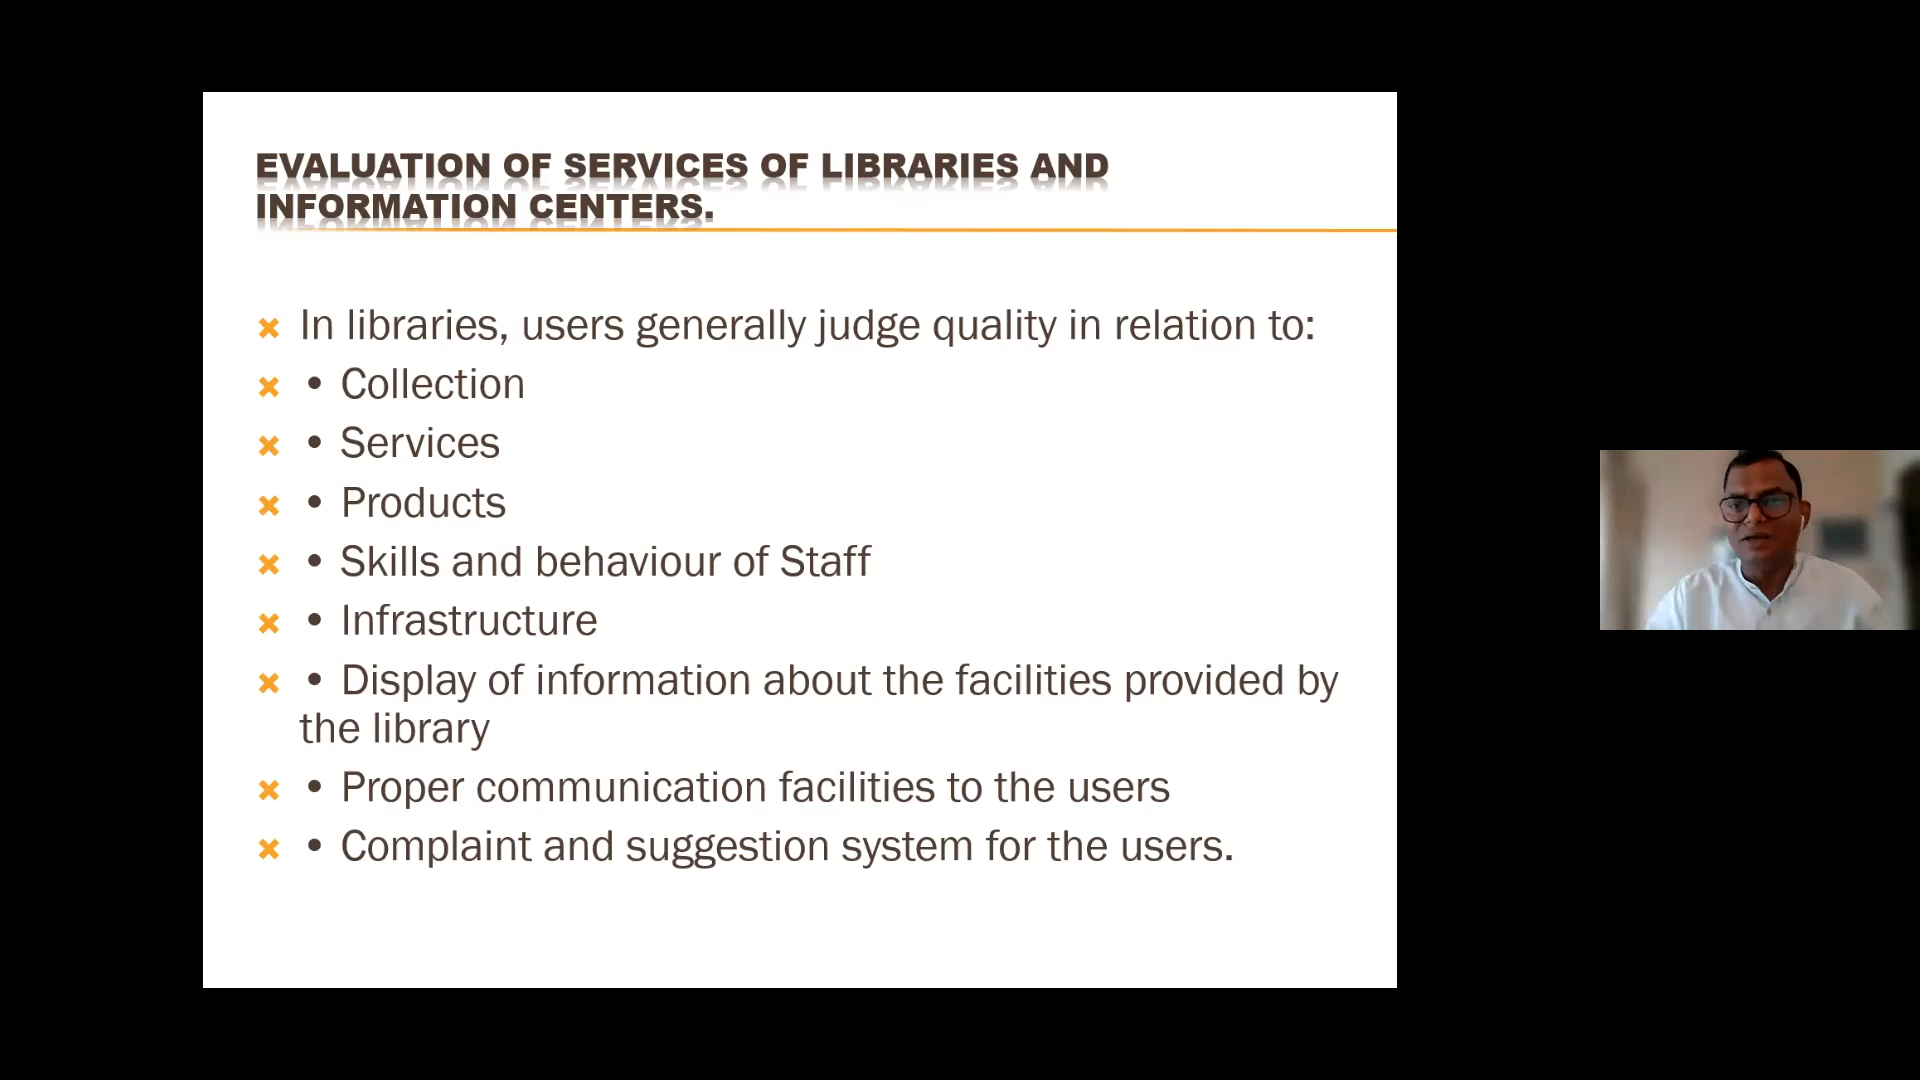 EVALUATION OF SERVICES OF LIBRARIES AND
INFORMATION CENTERS.
In libraries, users generally judge quality in relation to:
• Collection
• Services
• Products
• Skills and behaviour of Staff
• Infrastructure
• Display of information about the facilities provided by
the library
• Proper communication facilities to the users
• Complaint and suggestion system for the users.